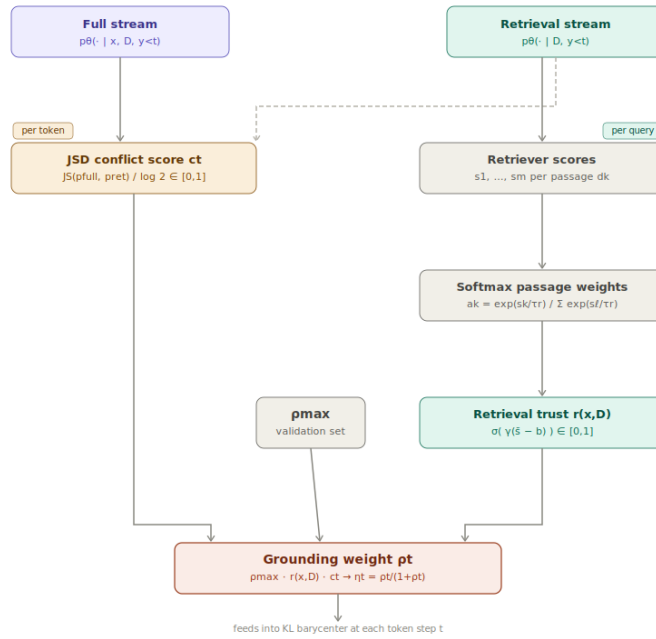 Full stream
pθ(· | x, D, y<t)
Retrieval stream
pθ(· | D, y<t)
per token
per query
JSD conflict score ct
JS(pfull, pret) / log 2 ∈ [0,1]
Retriever scores
s1, ..., sm per passage dk
Softmax passage weights
ak = exp(sk/τr) / Σ exp(sℓ/τr)
ρmax
validation set
Retrieval trust r(x,D)
σ( γ(s̄ − b) ) ∈ [0,1]
Grounding weight ρt
ρmax · r(x,D) · ct → ηt = ρt/(1+ρt)
feeds into KL barycenter at each token step t